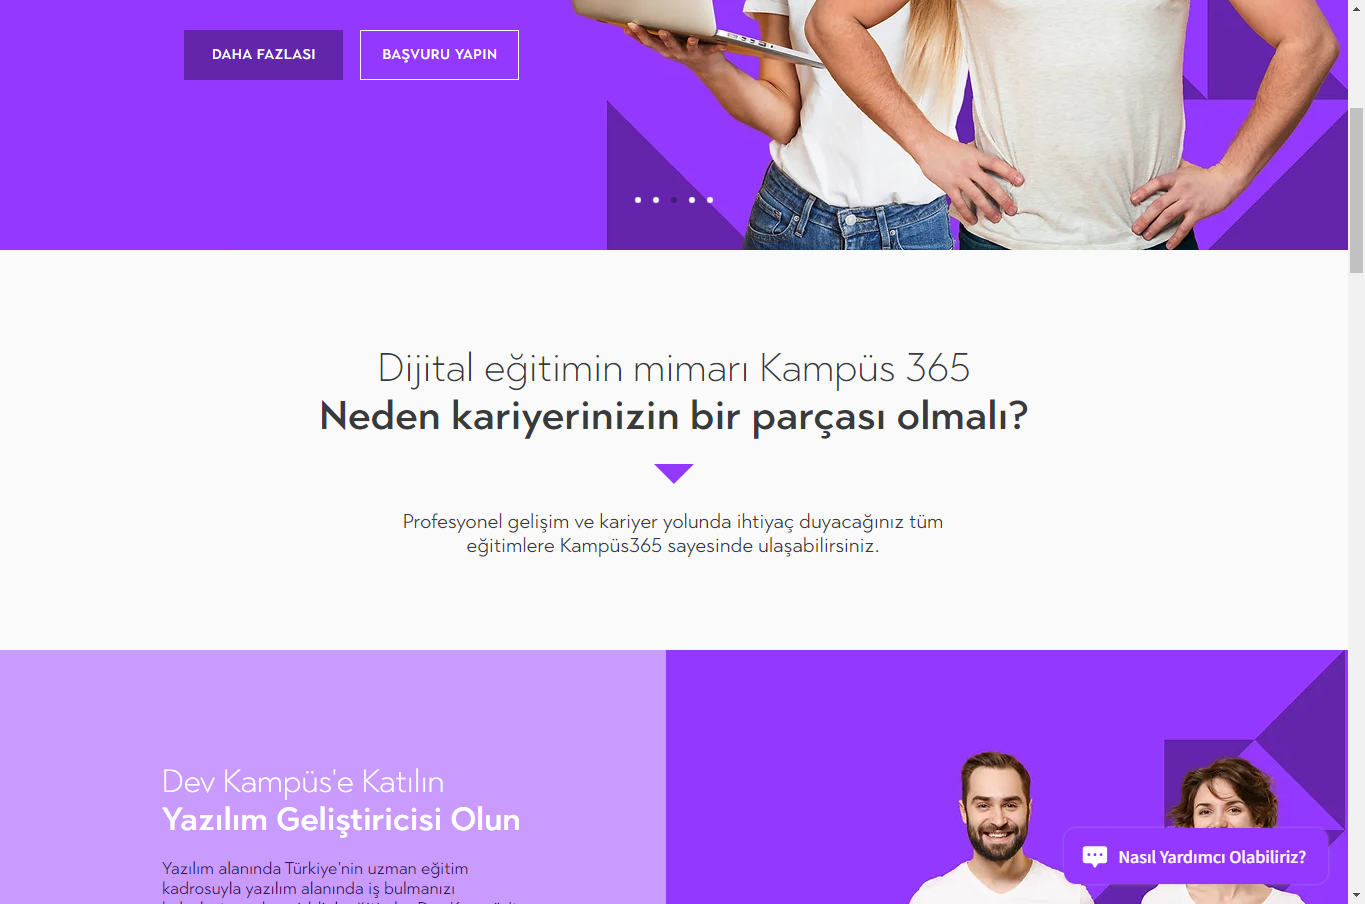 DAHA FAZLASI
BAŞVURU YAPIN
Dijital eğitimin mimarı Kampüs 365
Neden kariyerinizin bir parçası olmalı?
Profesyonel gelişim ve kariyer yolunda ihtiyaç duyacağınız tüm
eğitimlere Kampüs365 sayesinde ulaşabilirsiniz.
Dev Kampüs'e Katılın
Yazılım Geliştiricisi Olun
Yazılım alanında Türkiye'nin uzman eğitim
kadrosuyla yazılım alanında iş bulmanızı
Nasıl Yardımcı Olabiliriz?